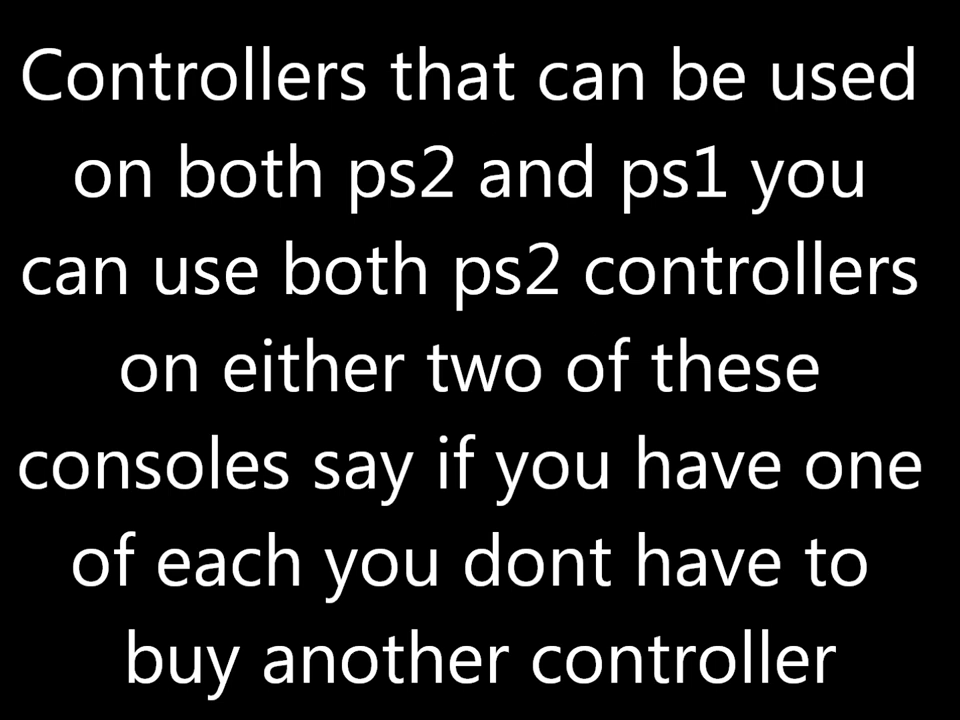 Controllers that can be used
on both ps2 and ps1 you
can use both ps2 controllers
on either two of these
consoles say if you have one
of each you dont have to
buy another controller